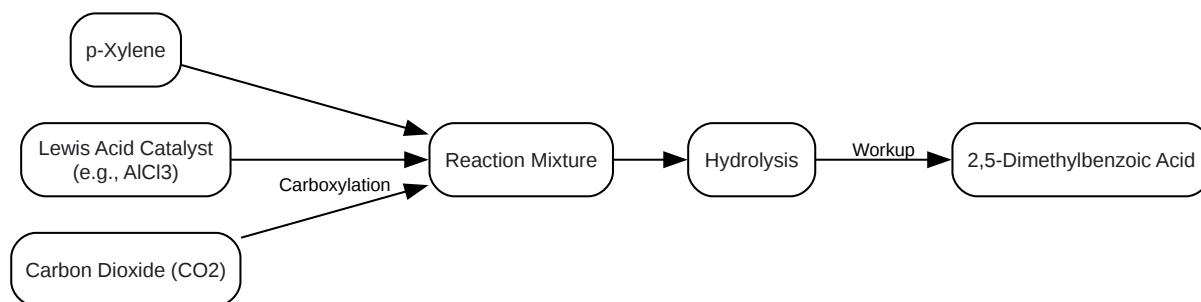 p-Xylene
Lewis Acid Catalyst
(e.g., AlCl3)
Carboxylation
Carbon Dioxide (CO2)
Reaction Mixture
Hydrolysis
Workup
2,5-Dimethylbenzoic Acid